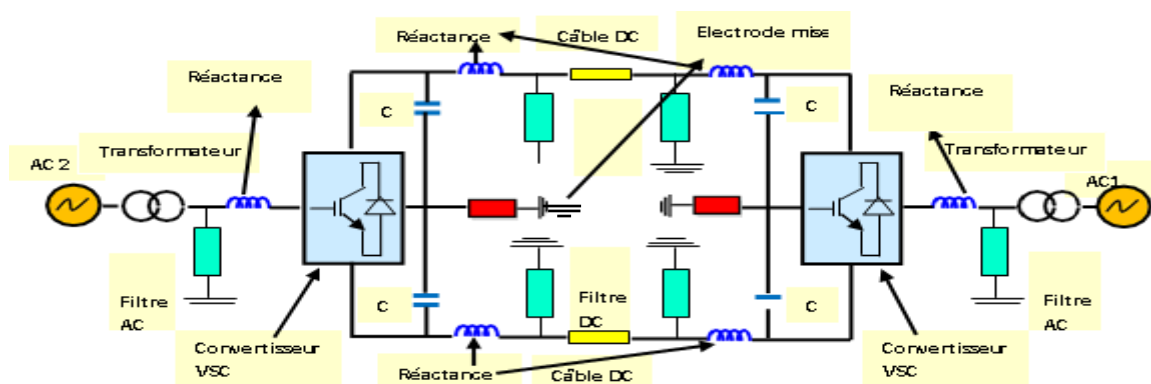 Réactance
Câble DC
Electrode mise
Réactance
Réactance
C
C
AC 2
Transformateur
Transformateur
AC1
C
Filtre
DC
C
Filtre
AC
Filtre
AC
Convertisseur
VSC
Réactance
Câble DC
Convertisseur
VSC